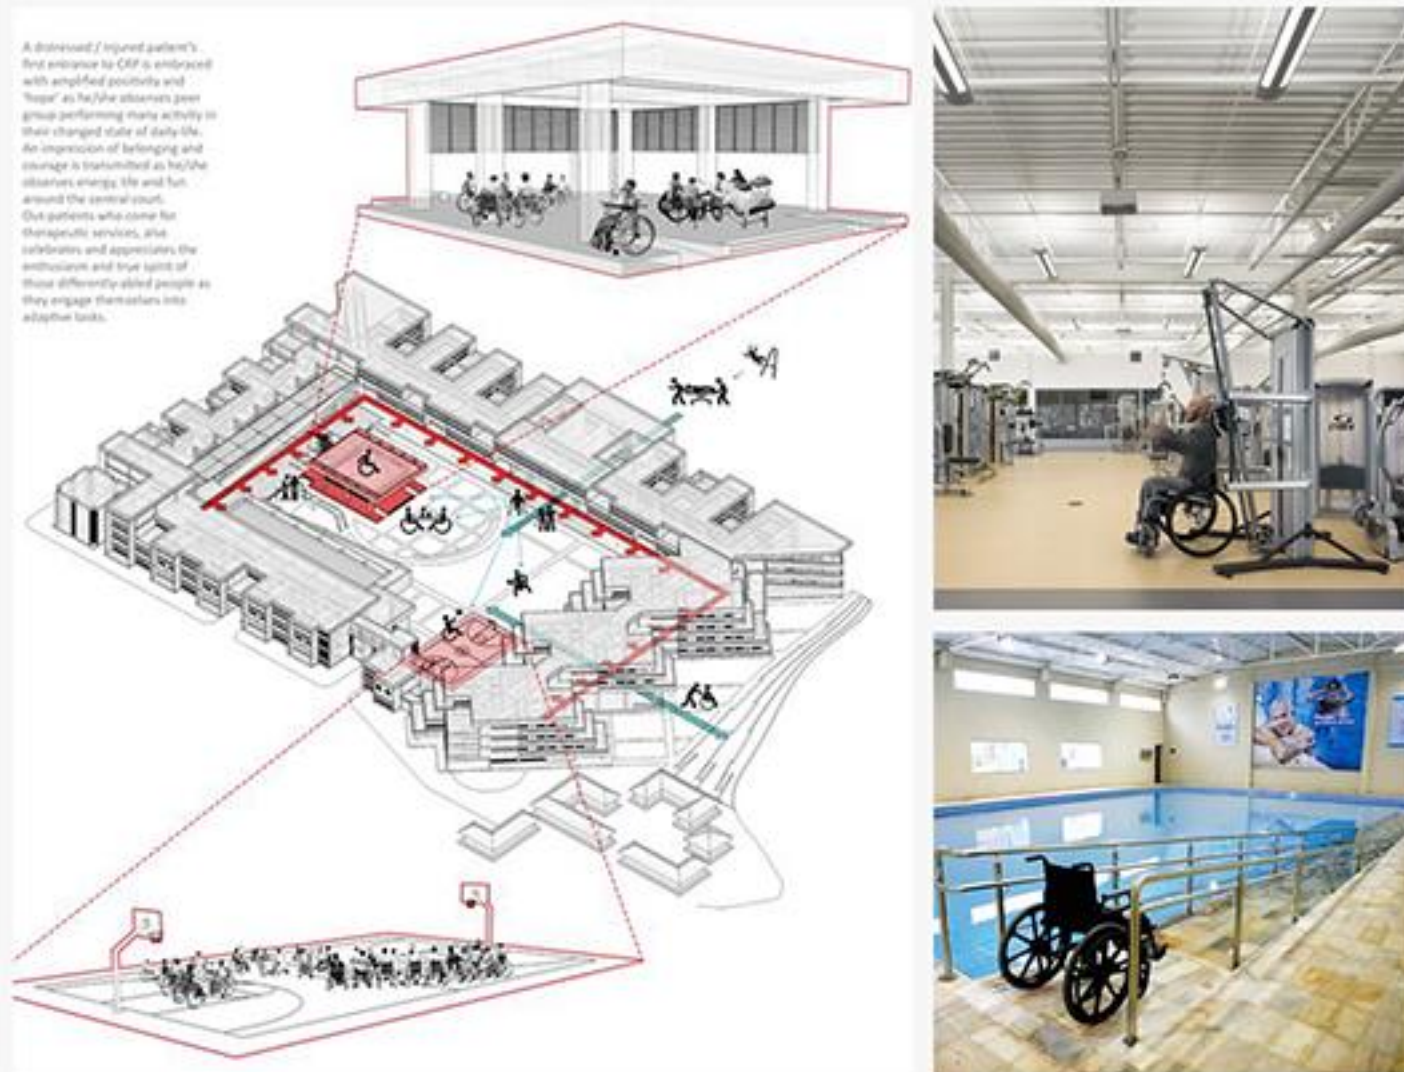 A distressed / injured patient's
first entrance to CRP is embraced
with amplified positivity and
'hope' as he/she observes peer
group performing many activity in
their changed state of daily life.
An impression of belonging and
courage is transmitted as he/she
observes energy, life and fun
around the central court.
Out patients who come for
therapeutic services, also
celebrates and appreciates the
enthusiasm and true spirit of
those differently-abled people as
they engage themselves into
adaptive tasks.